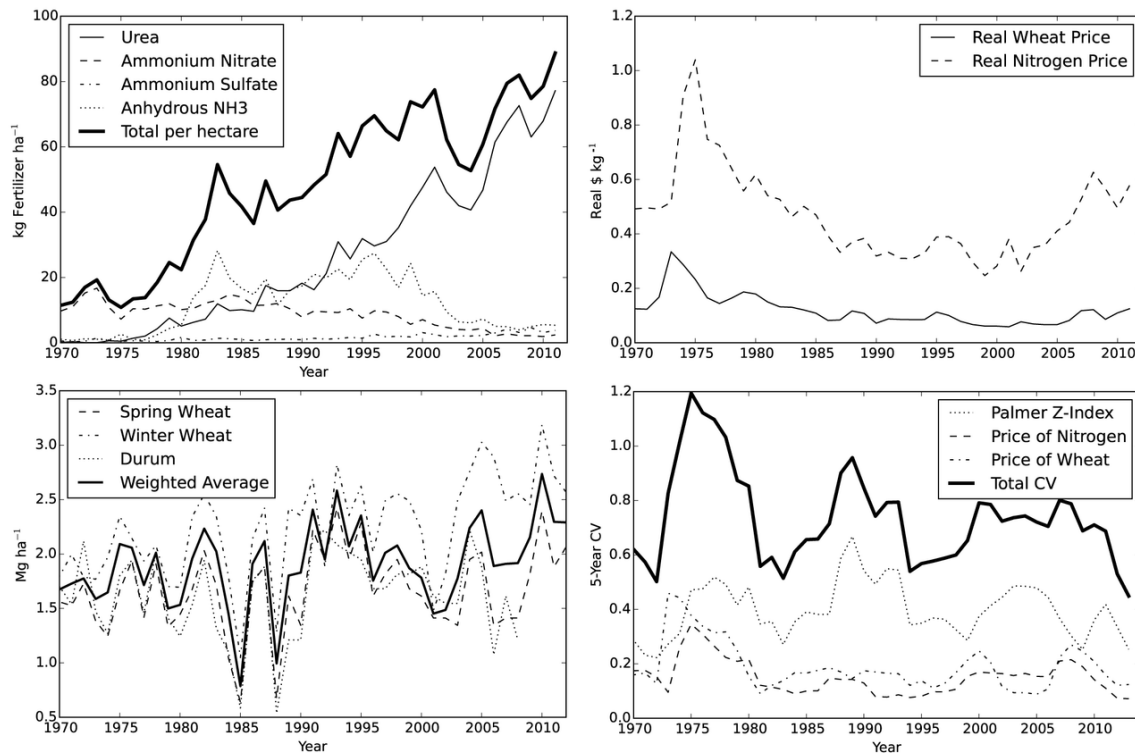 100
80
60
40
20
0
kg Fertilizer ha⁻¹
Urea
Ammonium Nitrate
Ammonium Sulfate
Anhydrous NH3
Total per hectare
1970 1975 1980 1985 1990 1995 2000 2005 2010
Year
1.2
1.0
0.8
0.6
0.4
0.2
0.0
Real $ kg⁻¹
Real Wheat Price
Real Nitrogen Price
1970 1975 1980 1985 1990 1995 2000 2005 2010
3.5
3.0
2.5
2.0
1.5
1.0
0.5
Mg ha⁻¹
Spring Wheat
Winter Wheat
Durum
Weighted Average
1970 1975 1980 1985 1990 1995 2000 2005 2010
Year
1.2
1.0
0.8
0.6
0.4
0.2
0.0
5-Year CV
Palmer Z-Index
Price of Nitrogen
Price of Wheat
Total CV
1970 1975 1980 1985 1990 1995 2000 2005 2010
Year